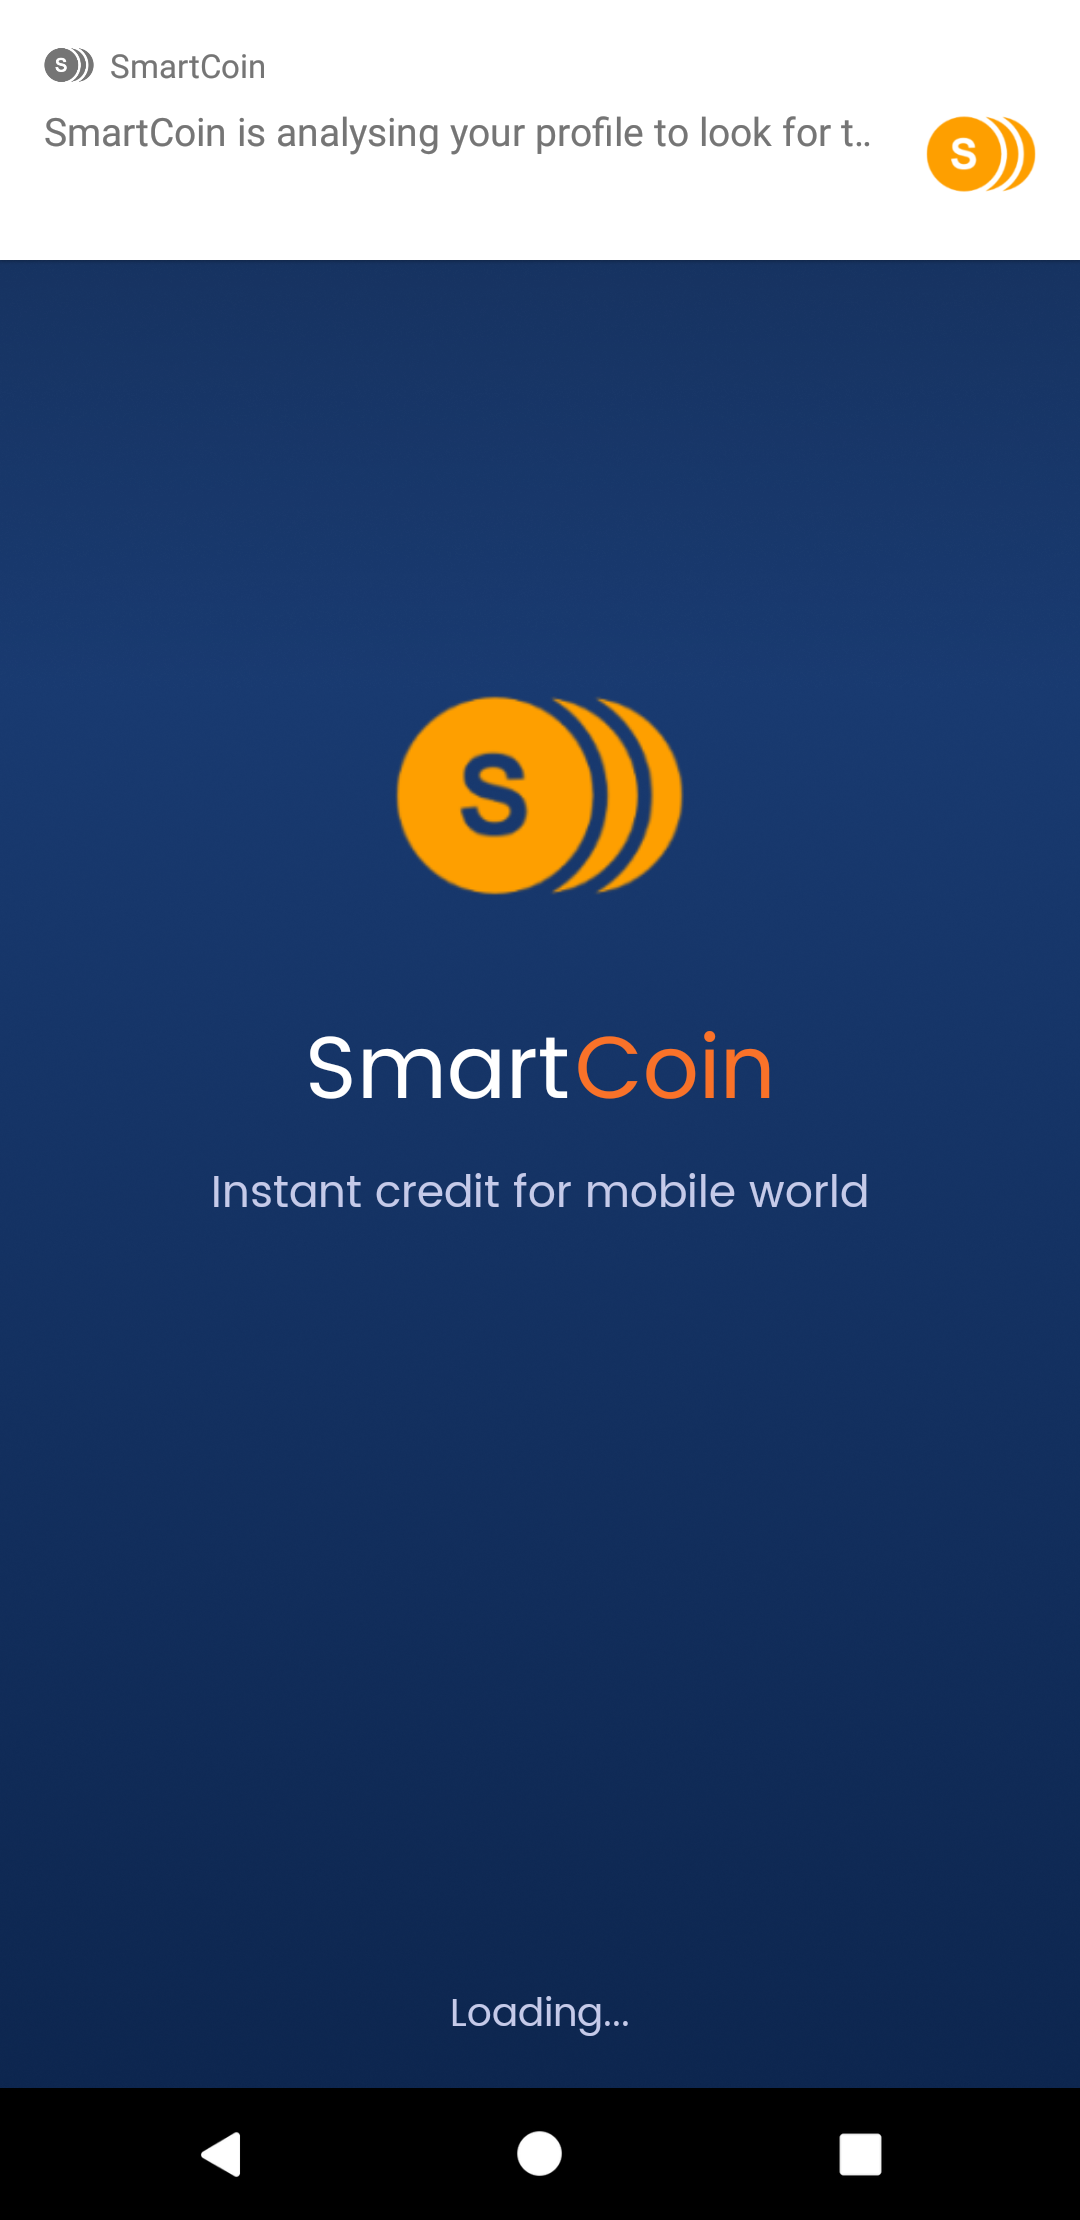 SmartCoin
SmartCoin is analysing your profile to look for t..
S
SmartCoin
Instant credit for mobile world
Loading...